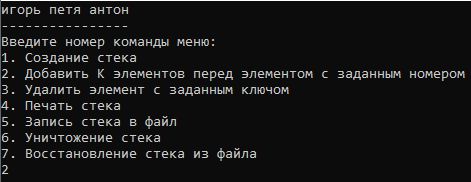 игорь петя антон
----------------
Введите номер команды меню:
1. Создание стека
2. Добавить К элементов перед элементом с заданным номером
3. Удалить элемент с заданным ключом
4. Печать стека
5. Запись стека в файл
6. Уничтожение стека
7. Восстановление стека из файла
2